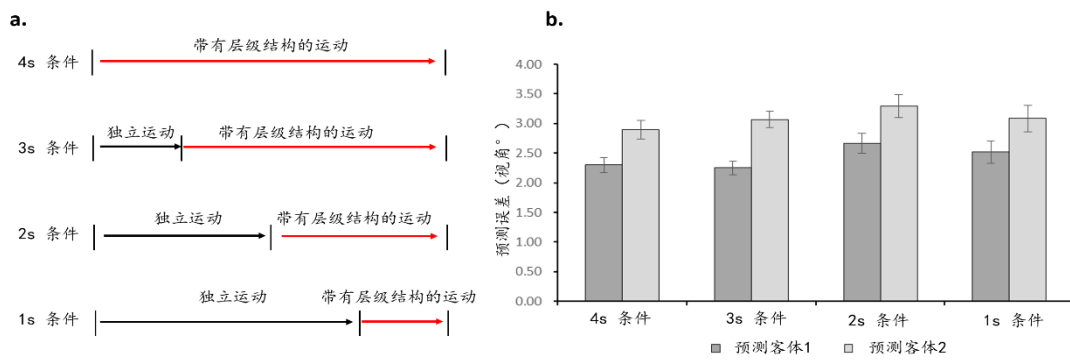 a.
带有层级结构的运动
4s 条件
独立运动 带有层级结构的运动
3s 条件
独立运动 带有层级结构的运动
2s 条件
独立运动 带有层级结构的运动
1s 条件
b.
预测误差（视角°）
4.00
3.50
3.00
2.50
2.00
1.50
1.00
0.50
0.00
4s 条件 3s 条件 2s 条件 1s 条件
预测客体1 预测客体2